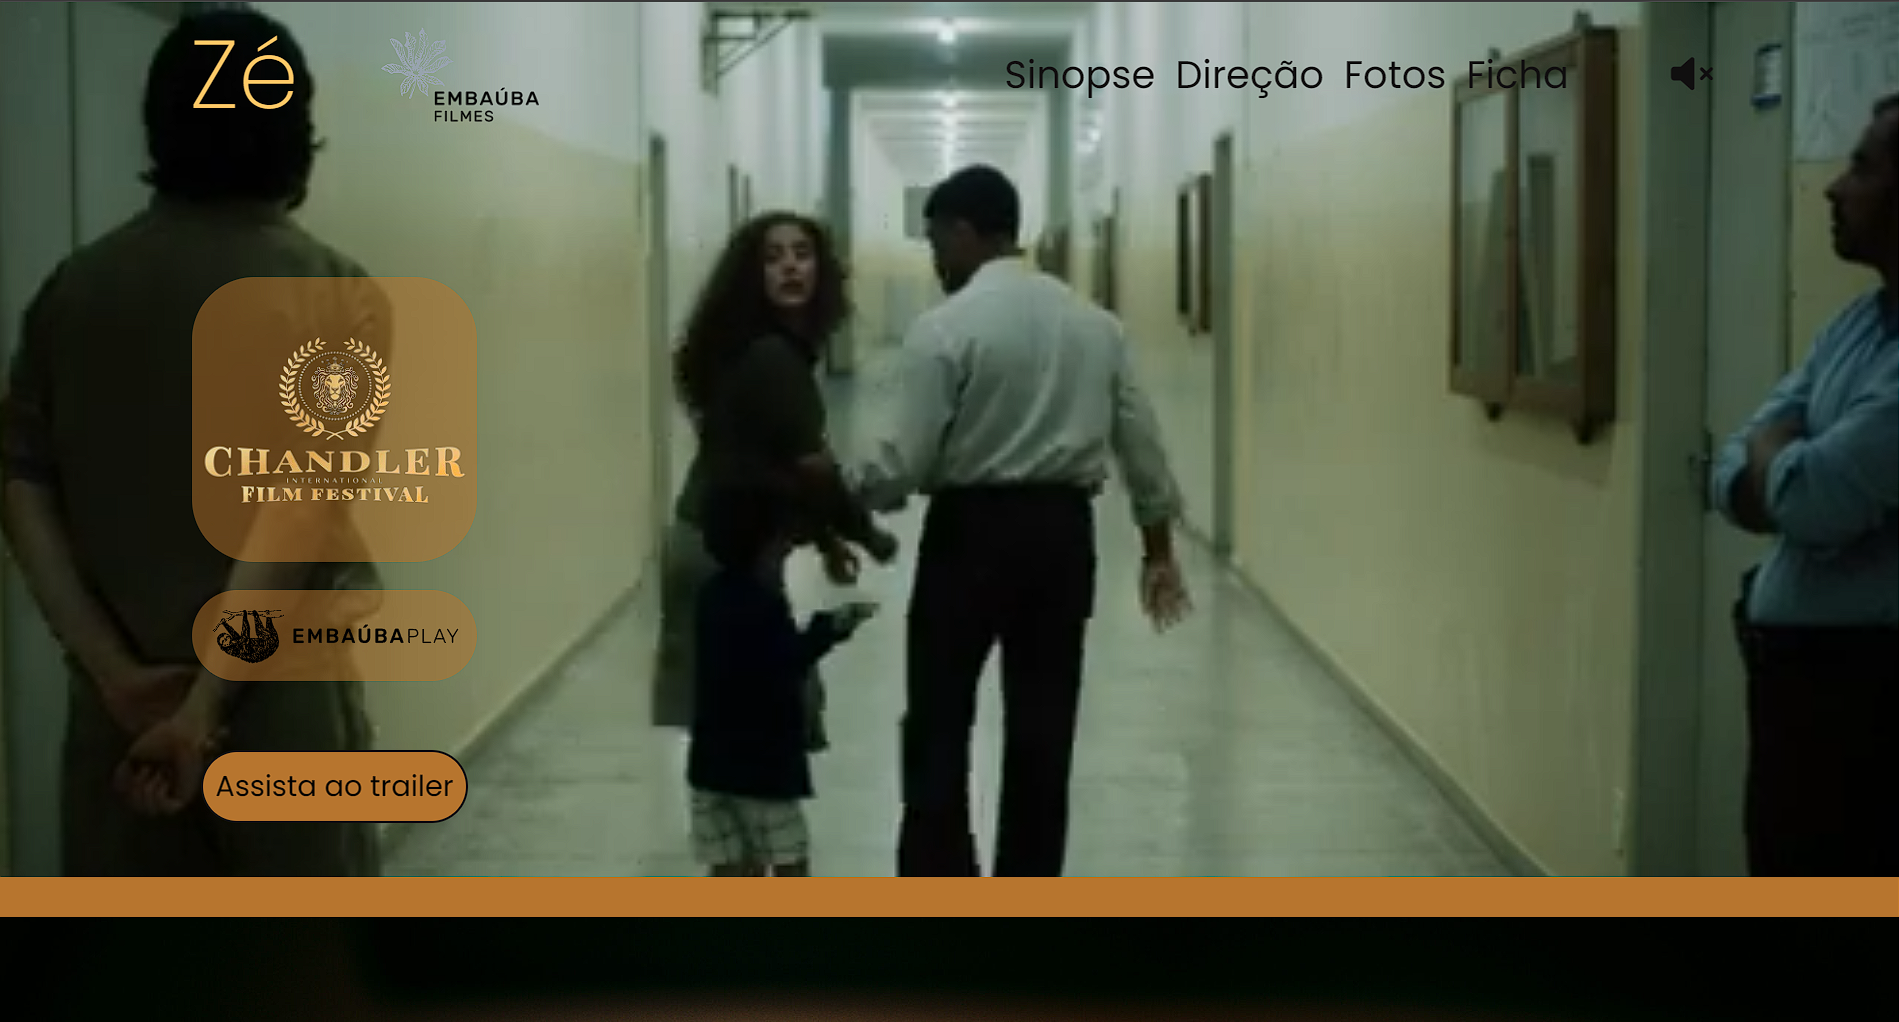 Zé
EMBAÚBA
FILMES
Sinopse Direção Fotos Ficha
CHANDLER
INTERNATIONAL
FILM FESTIVAL
EMBAÚBAPLAY
Assista ao trailer